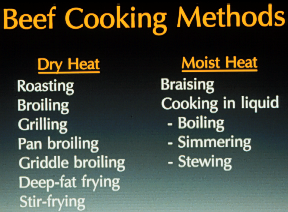 Beef Cooking Methods
Dry Heat
Roasting
Broiling
Grilling
Pan broiling
Griddle broiling
Deep-fat frying
Stir-frying
Moist Heat
Braising
Cooking in liquid
- Boiling
- Simmering
- Stewing